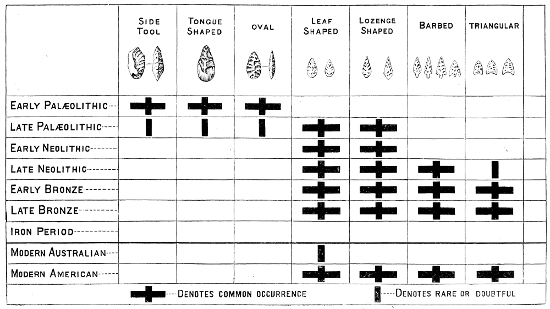 SIDE TOOL
TONGUE SHAPED
OVAL
LEAF SHAPED
LOZENGE SHAPED
BARBED
TRIANGULAR
EARLY PALÆOLITHIC
LATE PALÆOLITHIC
EARLY NEOLITHIC
LATE NEOLITHIC
EARLY BRONZE
LATE BRONZE
IRON PERIOD
MODERN AUSTRALIAN
MODERN AMERICAN
DENOTES COMMON OCCURRENCE
DENOTES RARE OR DOUBTFUL